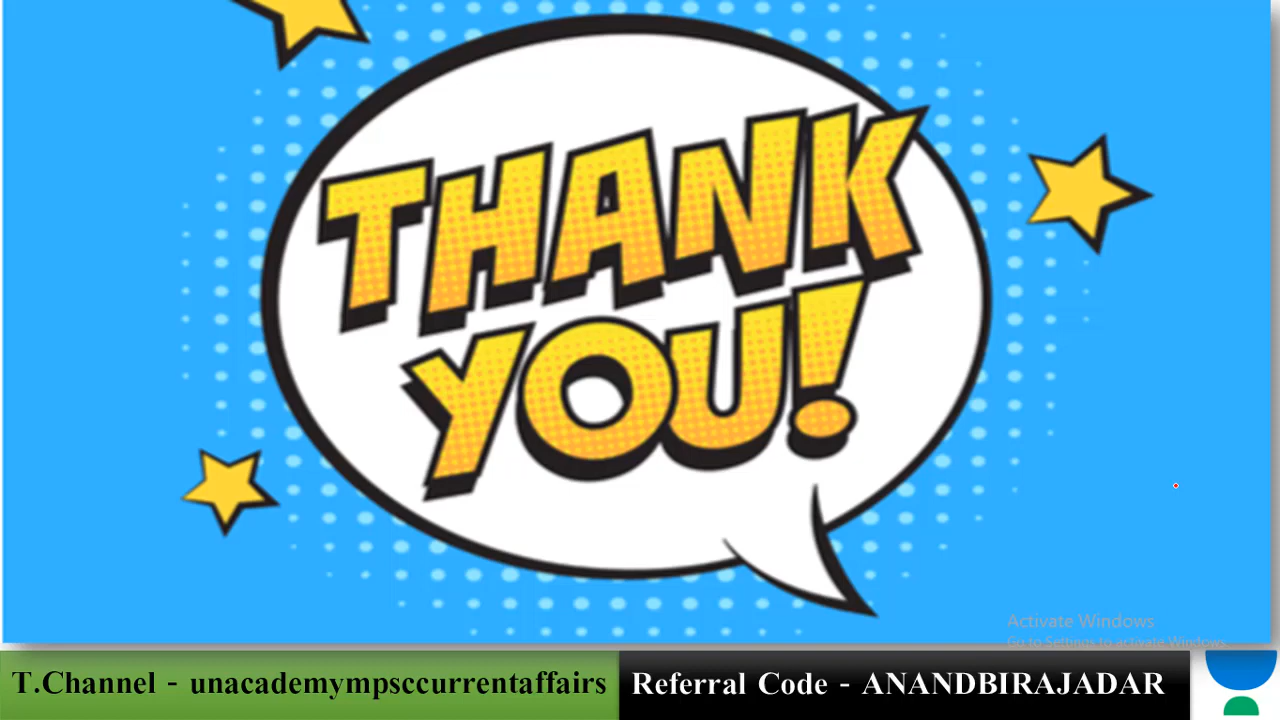 THANK
YOU!
Activate Windows
Go to Settings to activate Windows.
T.Channel - unacademympsccurrentaffairs
Referral Code - ANANDBIRAJADAR